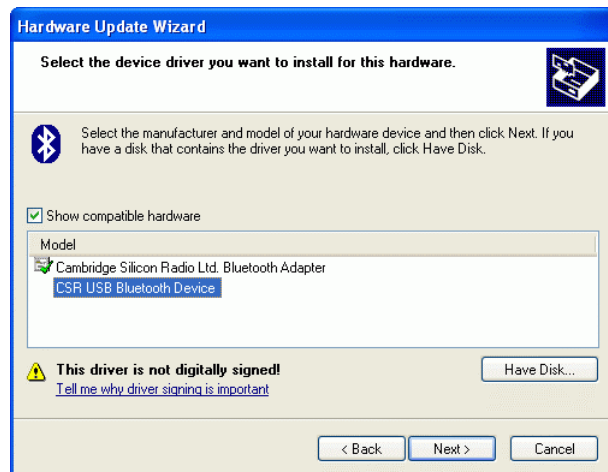 Hardware Update Wizard
Select the device driver you want to install for this hardware.
Select the manufacturer and model of your hardware device and then click Next. If you
have a disk that contains the driver you want to install, click Have Disk.
Show compatible hardware
Model
Cambridge Silicon Radio Ltd. Bluetooth Adapter
CSR USB Bluetooth Device
This driver is not digitally signed!
Have Disk...
Tell me why driver signing is important
< Back
Next >
Cancel